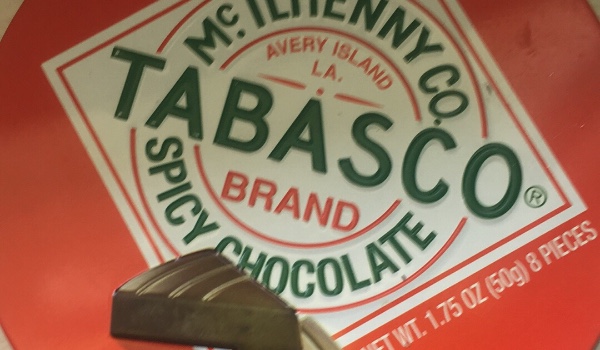 McILHENNY CO.
AVERY ISLAND
LA.
TABASCO®
BRAND
SPICY CHOCOLATE
NET WT. 1.75 OZ (50g) 8 PIECES